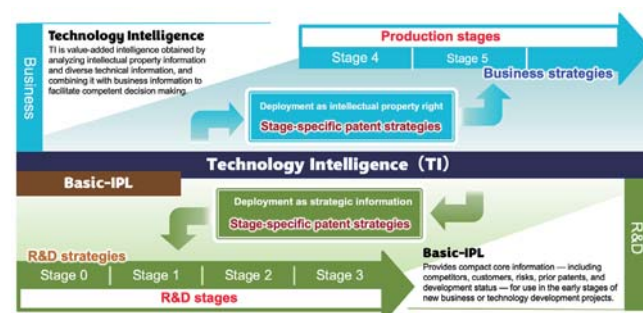 Business
Technology Intelligence
TI is value-added intelligence obtained by
analyzing intellectual property information
and diverse technical information, and
combining it with business information to
facilitate competent decision making.
Production stages
Stage 4
Stage 5
Business strategies
Deployment as intellectual property right
Stage-specific patent strategies
Technology Intelligence (TI)
Basic-IPL
Deployment as strategic information
Stage-specific patent strategies
R&D strategies
Stage 0
Stage 1
Stage 2
Stage 3
R&D stages
Basic-IPL
Provides compact core information — including
competitors, customers, risks, prior patents, and
development status — for use in the early stages of
new business or technology development projects.
R&D